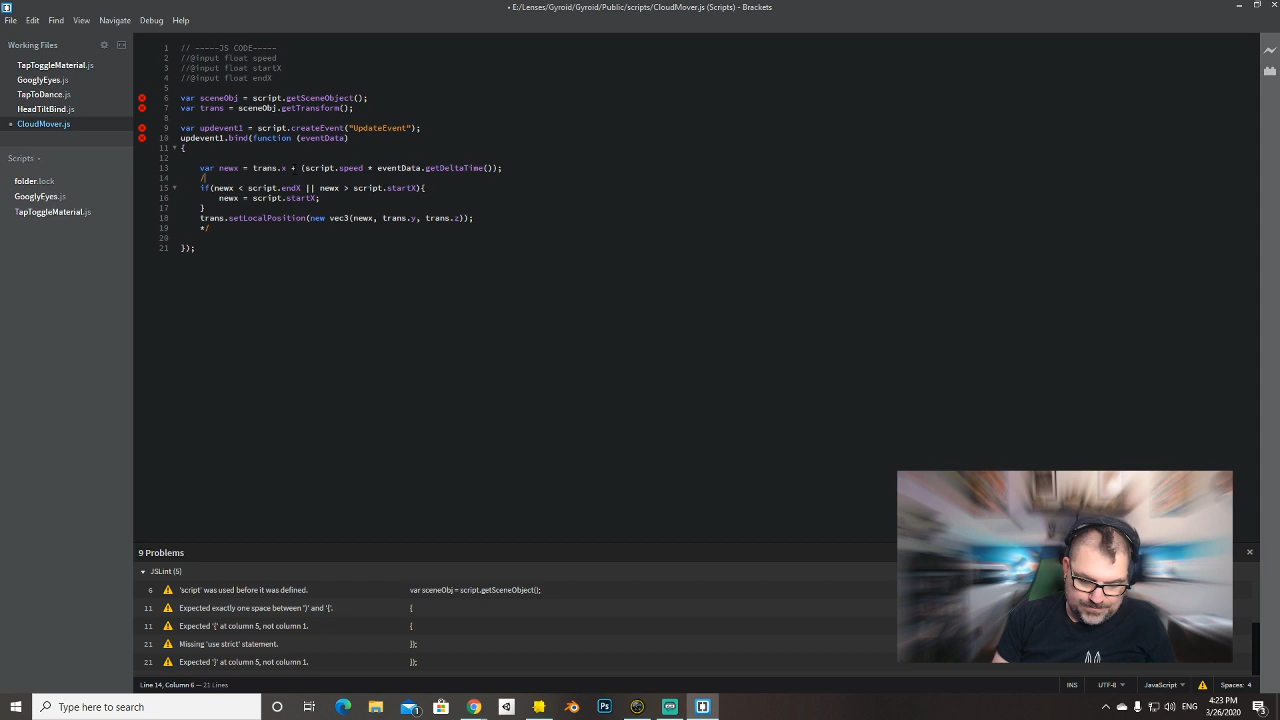 • E:/Lenses/Gyroid/Gyroid/Public/scripts/CloudMover.js (Scripts) - Brackets
File Edit Find View Navigate Debug Help
Working Files
TapToggleMaterial.js
GooglyEyes.js
TapToDance.js
HeadTiltBind.js
CloudMover.js
Scripts
folder.lock
GooglyEyes.js
TapToggleMaterial.js
1 // -----JS CODE-----
2 //@input float speed
3 //@input float startX
4 //@input float endX
5
6 var sceneObj = script.getSceneObject();
7 var trans = sceneObj.getTransform();
8
9 var updevent1 = script.createEvent("UpdateEvent");
10 updevent1.bind(function (eventData)
11 {
12
13 var newx = trans.x + (script.speed * eventData.getDeltaTime());
14 /
15 if(newx < script.endX || newx > script.startX){
16 newx = script.startX;
17 }
18 trans.setLocalPosition(new vec3(newx, trans.y, trans.z));
19 */
20
21 });
9 Problems
JSLint (5)
6 'script' was used before it was defined. var sceneObj = script.getSceneObject();
11 Expected exactly one space between ')' and '{'. {
11 Expected '{' at column 5, not column 1. {
21 Missing 'use strict' statement. });
21 Expected '}' at column 5, not column 1. });
Line 14, Column 6 — 21 Lines
INS UTF-8 JavaScript Spaces: 4
Type here to search
ENG
4:23 PM
3/26/2020